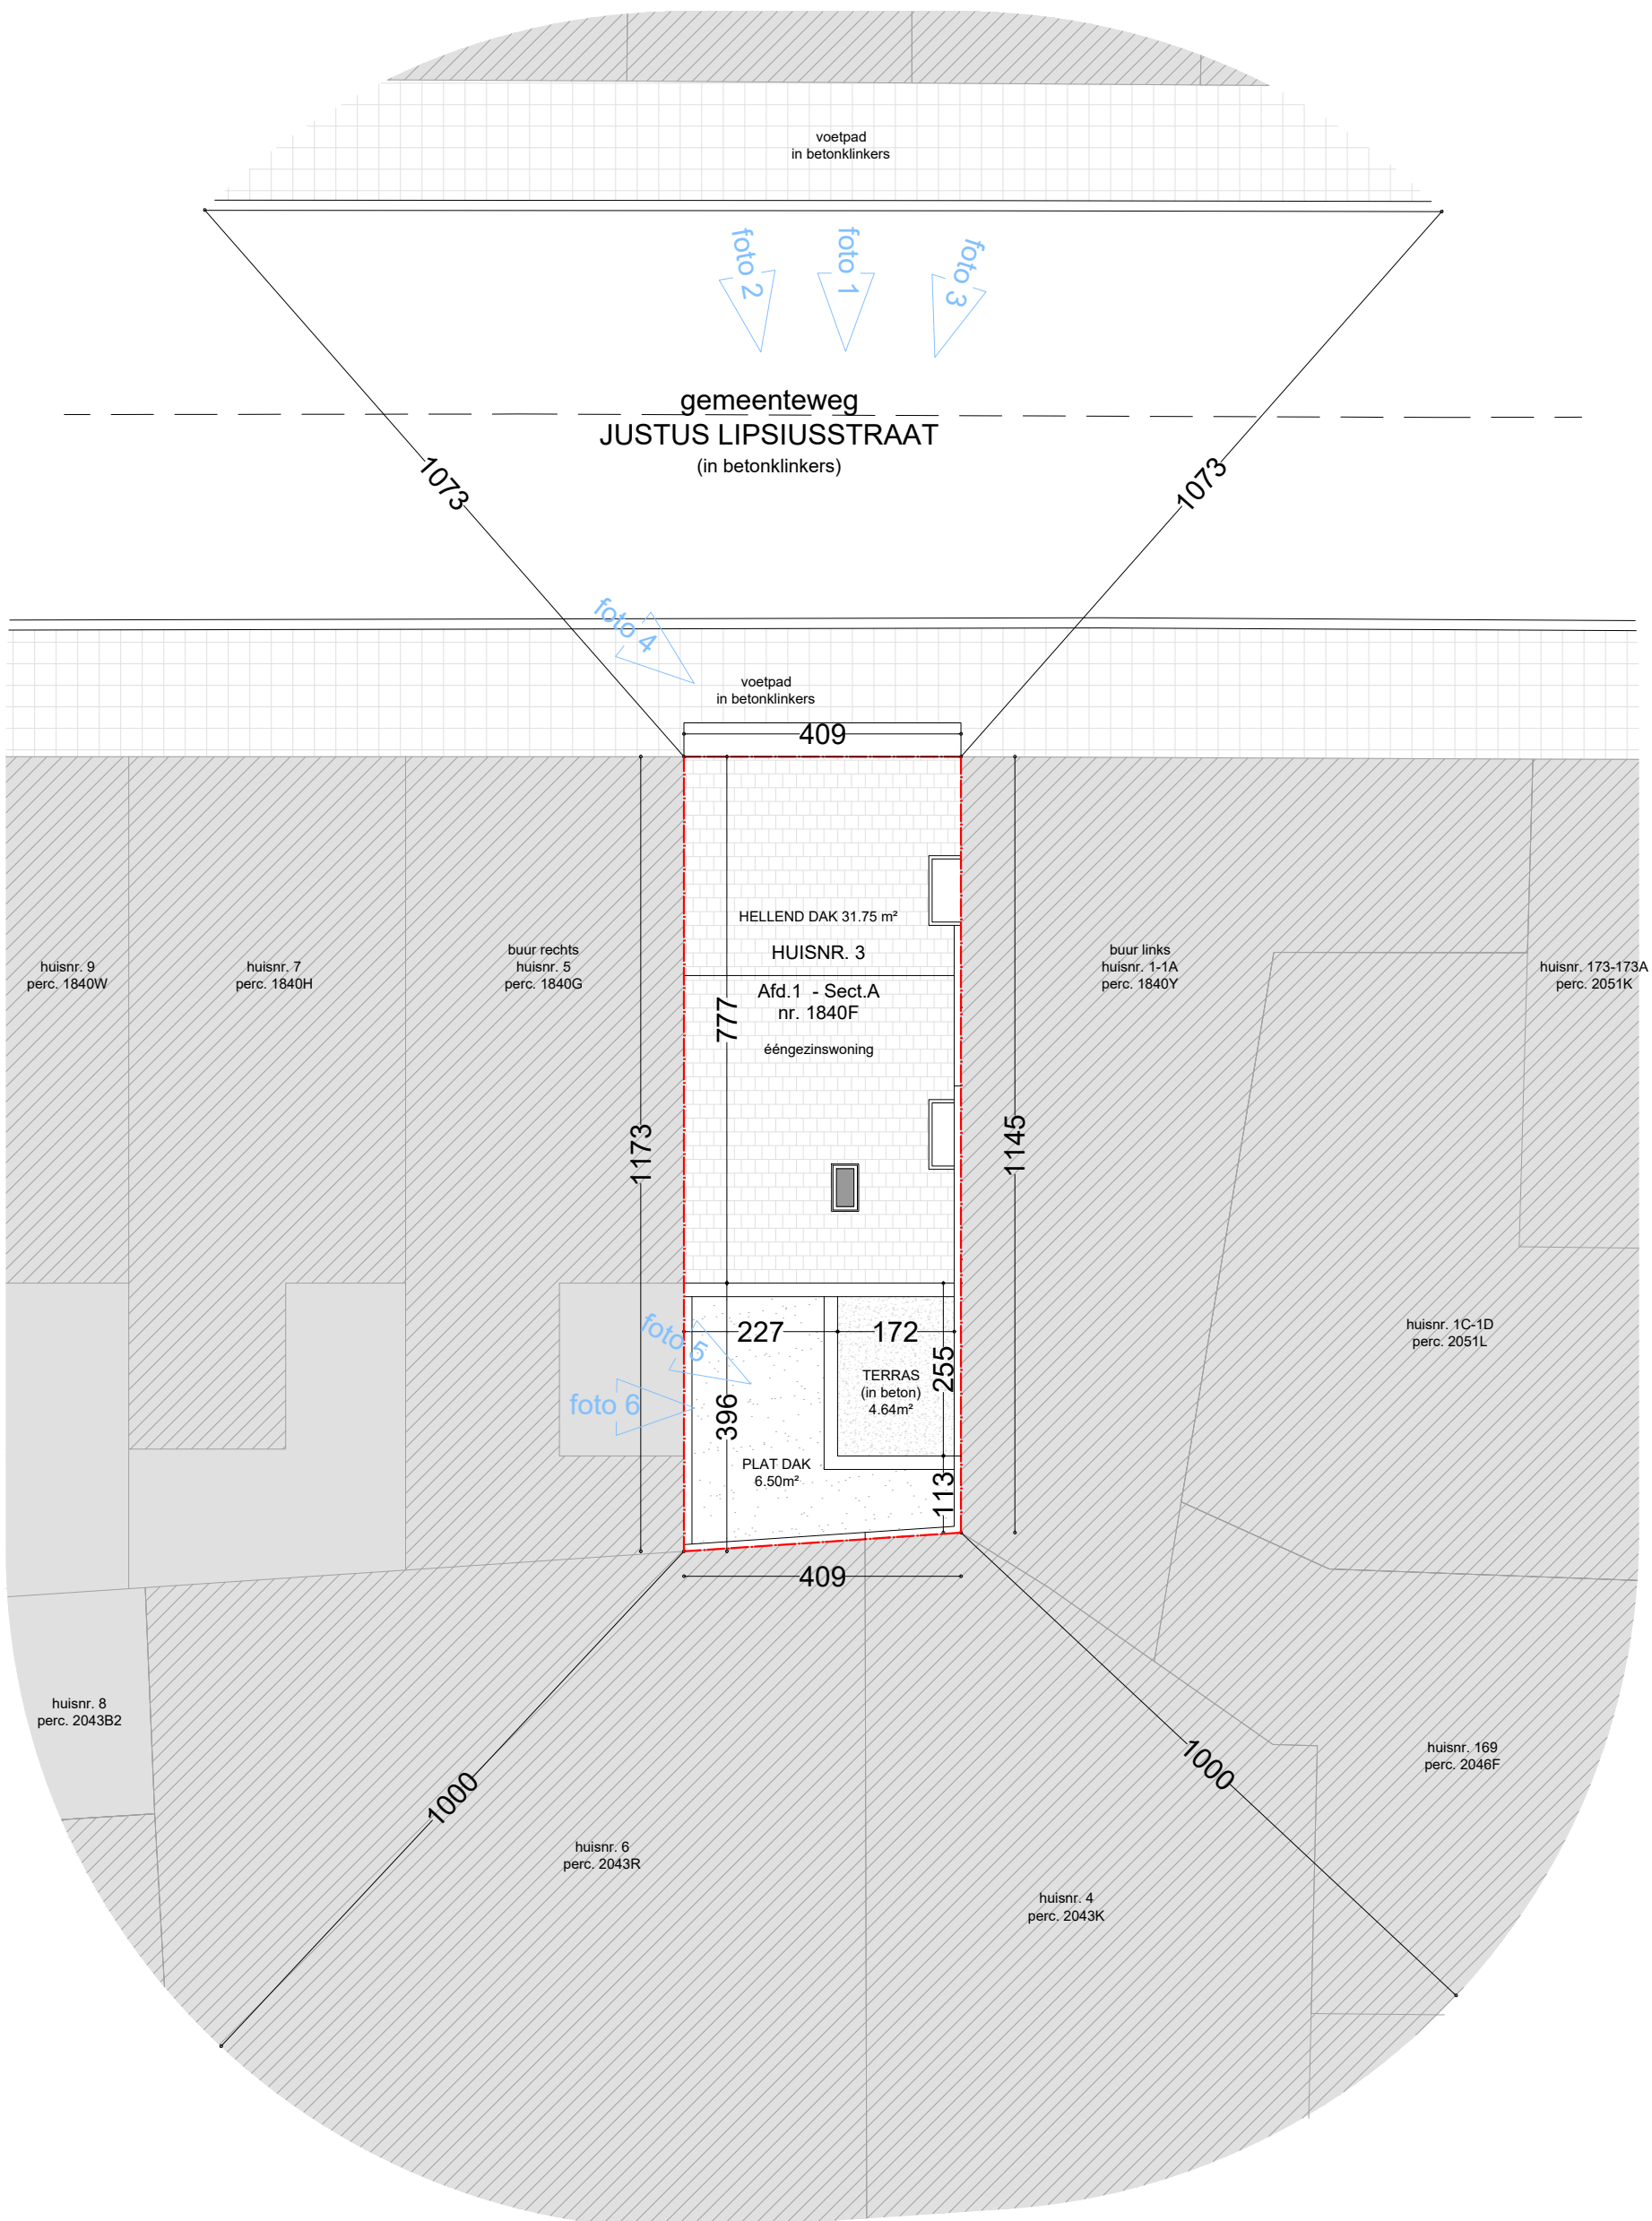 voetpad
in betonklinkers
foto 2
foto 1
foto 3
gemeenteweg
JUSTUS LIPSIUSSTRAAT
(in betonklinkers)
1073
1073
foto 4
voetpad
in betonklinkers
409
HELLEND DAK 31.75 m²
HUISNR. 3
Afd.1 - Sect.A
nr. 1840F
ééngezinswoning
777
1173
1145
huisnr. 9
perc. 1840W
huisnr. 7
perc. 1840H
buur rechts
huisnr. 5
perc. 1840G
buur links
huisnr. 1-1A
perc. 1840Y
huisnr. 173-173A
perc. 2051K
huisnr. 1C-1D
perc. 2051L
foto 5
foto 6
227
172
255
396
TERRAS
(in beton)
4.64m²
PLAT DAK
6.50m²
113
409
huisnr. 8
perc. 2043B2
1000
1000
huisnr. 169
perc. 2046F
huisnr. 6
perc. 2043R
huisnr. 4
perc. 2043K